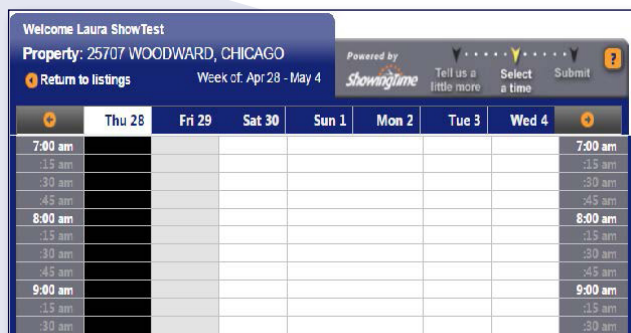 Welcome Laura ShowTest
Property: 25707 WOODWARD, CHICAGO
Return to listings Week of: Apr 28 - May 4
Powered by
ShowingTime
Tell us a
little more
Select
a time
Submit
?
Thu 28 Fri 29 Sat 30 Sun 1 Mon 2 Tue 3 Wed 4
7:00 am 7:00 am
:15 am :15 am
:30 am :30 am
:45 am :45 am
8:00 am 8:00 am
:15 am :15 am
:30 am :30 am
:45 am :45 am
9:00 am 9:00 am
:15 am :15 am
:30 am :30 am